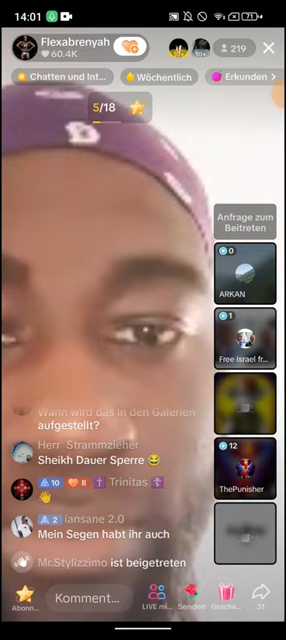 14:01
Flexabrenyah
60.4K
219
Chatten und Int...
Wöchentlich
Erkunden
5/18
Anfrage zum
Beitreten
0
ARKAN
1
Free Israel fr...
12
ThePunisher
Wann wird das in den Galerien
aufgestellt?
Herr Strammzieher
Sheikh Dauer Sperre 😂
10 II ✝ Trinitas ✝
👋
2 iansane 2.0
Mein Segen habt ihr auch
Mr.Stylizzimo ist beigetreten
Abonn...
Komment...
LIVE mi...
Senden
Gesche...
31